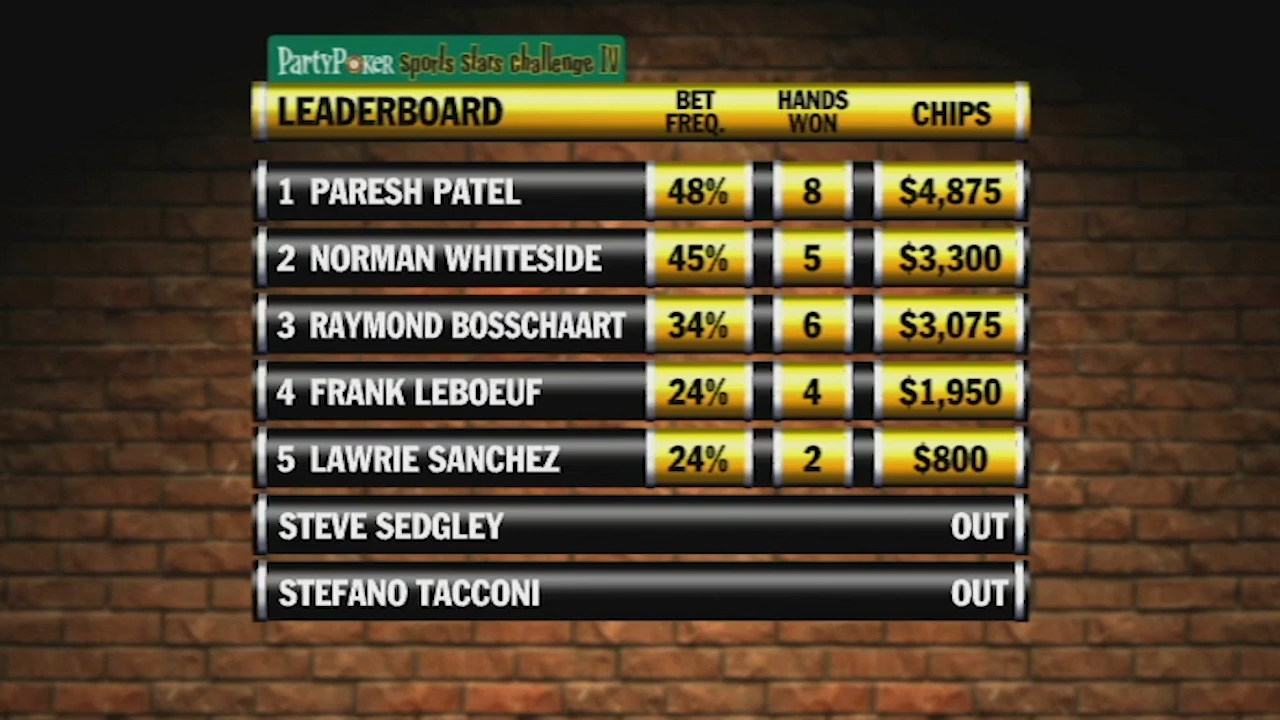 PartyPoker Sports Stars Challenge IV
LEADERBOARD BET FREQ. HANDS WON CHIPS
1 PARESH PATEL 48% 8 $4,875
2 NORMAN WHITESIDE 45% 5 $3,300
3 RAYMOND BOSSCHAART 34% 6 $3,075
4 FRANK LEBOEUF 24% 4 $1,950
5 LAWRIE SANCHEZ 24% 2 $800
STEVE SEDGLEY OUT
STEFANO TACCONI OUT